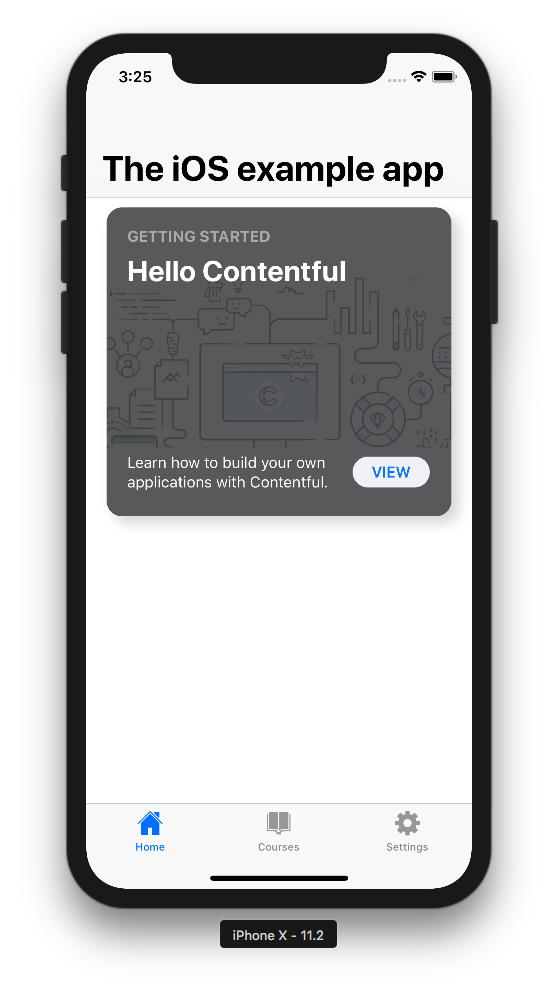 3:25
The iOS example app
GETTING STARTED
Hello Contentful
Learn how to build your own
applications with Contentful.
VIEW
Home
Courses
Settings
iPhone X - 11.2